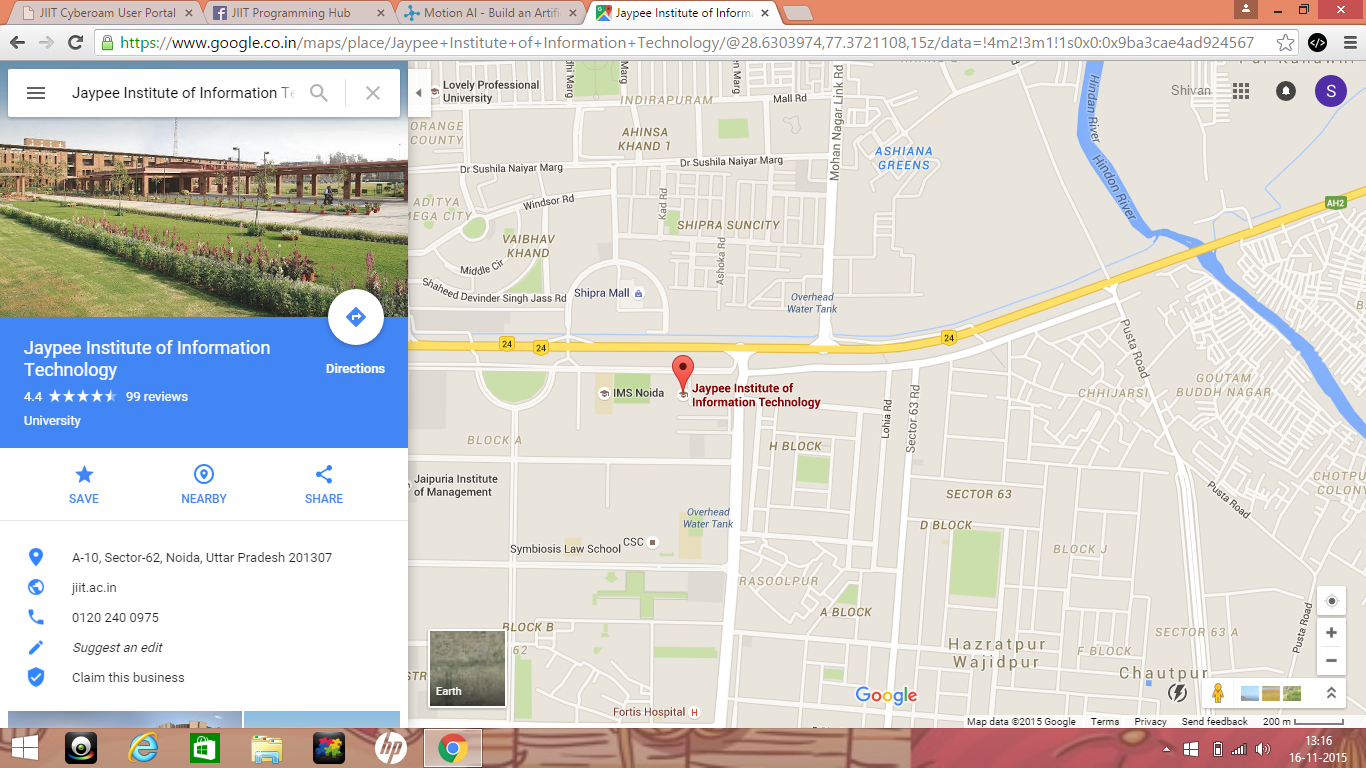 JIIT Cyberoam User Portal
JIIT Programming Hub
Motion AI - Build an Artifi
Jaypee Institute of Inform
https://www.google.co.in/maps/place/Jaypee+Institute+of+Information+Technology/@28.6303974,77.3721108,15z/data=!4m2!3m1!1s0x0:0x9ba3cae4ad924567
Jaypee Institute of Information Te
Shivan
S
Jaypee Institute of Information
Technology
Directions
4.4
99 reviews
University
SAVE
NEARBY
SHARE
A-10, Sector-62, Noida, Uttar Pradesh 201307
jiit.ac.in
0120 240 0975
Suggest an edit
Claim this business
Lovely Professional
University
Marg
INDIRAPURAM
Marg
Mall Rd
Mohan Nagar Link Rd
ORANGE
COUNTY
AHINSA
KHAND 1
Dr Sushila Naiyar Marg
Dr Sushila Naiyar Marg
ASHIANA
GREENS
Hindan River
Hindon River
AH2
ADITYA
MEGA CITY
Windsor Rd
Kad Rd
SHIPRA SUNCITY
VAIBHAV
KHAND
Ashoka Rd
Middle Cir
Shaheed Devinder Singh Jass Rd
Shipra Mall
Overhead
Water Tank
24
24
24
Pusta Road
IMS Noida
Jaypee Institute of
Information Technology
CHHIJARSI
GOUTAM
BUDDH NAGAR
Lohia Rd
Sector 63 Rd
BLOCK A
H BLOCK
Jaipuria Institute
of Management
SECTOR 63
CHOTPU
COLONY
Pusta Road
Overhead
Water Tank
D BLOCK
Symbiosis Law School
CSC
BLOCK J
RASOOLPUR
A BLOCK
BLOCK B
62
Hazratpur
Wajidpur
F BLOCK
SECTOR 63 A
Pusta Road
Chautpur
STR
Earth
Fortis Hospital
H
Google
Map data ©2015 Google
Terms
Privacy
Send feedback
200 m
hp
13:16
16-11-2015